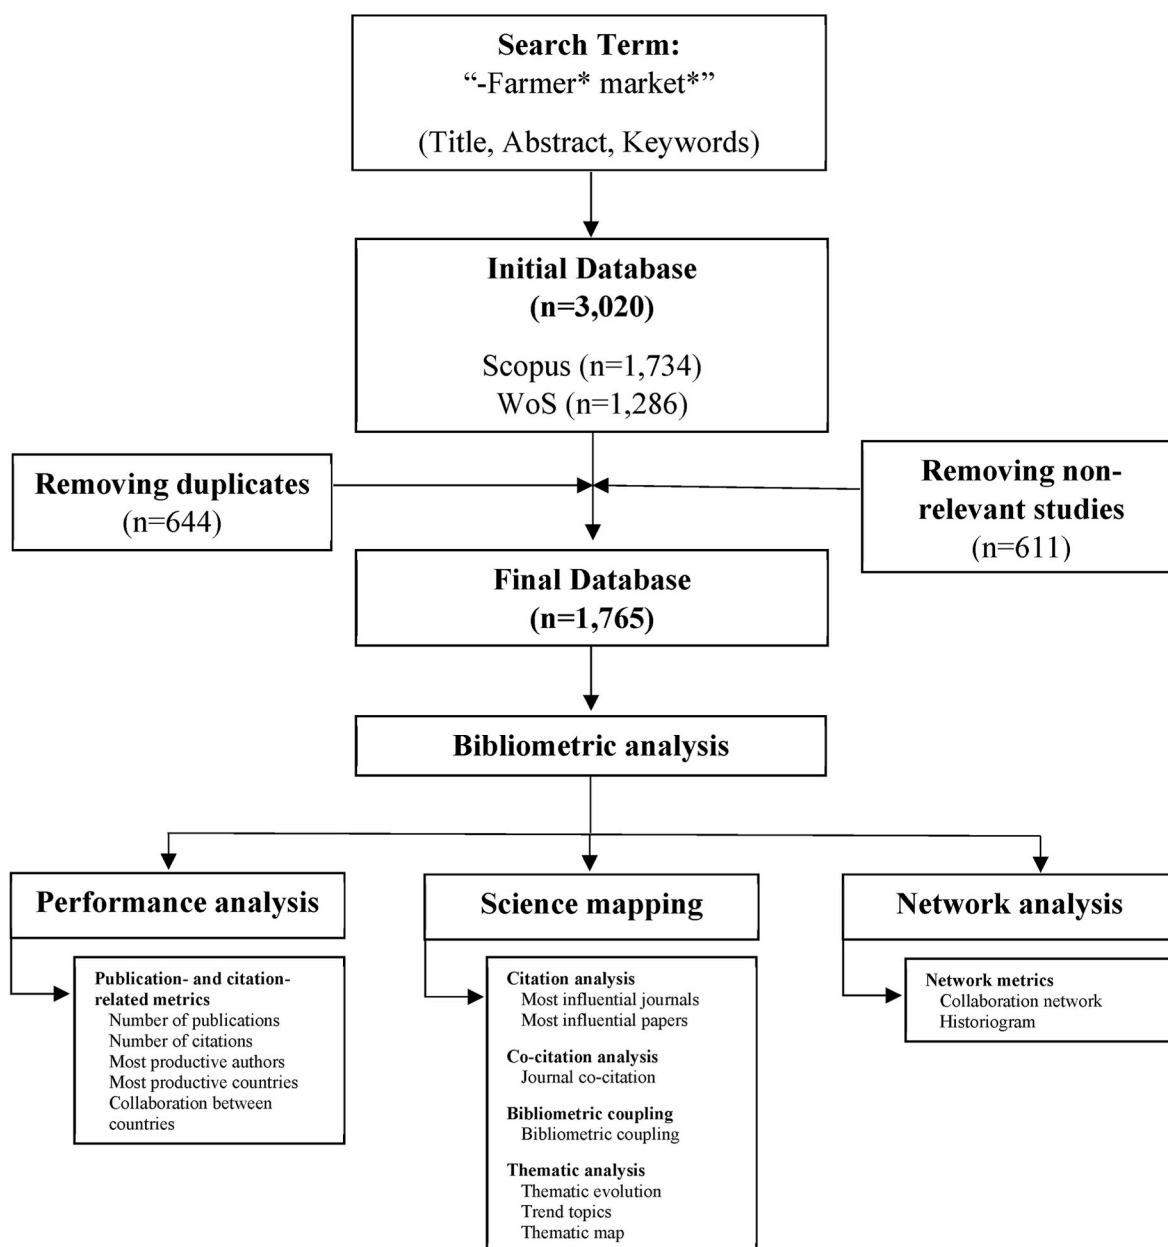 Search Term:
“-Farmer* market*”
(Title, Abstract, Keywords)
Initial Database
(n=3,020)
Scopus (n=1,734)
WoS (n=1,286)
Removing duplicates
(n=644)
Removing non-
relevant studies
(n=611)
Final Database
(n=1,765)
Bibliometric analysis
Performance analysis
Publication- and citation-
related metrics
Number of publications
Number of citations
Most productive authors
Most productive countries
Collaboration between
countries
Science mapping
Citation analysis
Most influential journals
Most influential papers
Co-citation analysis
Journal co-citation
Bibliometric coupling
Bibliometric coupling
Thematic analysis
Thematic evolution
Trend topics
Thematic map
Network analysis
Network metrics
Collaboration network
Historiogram